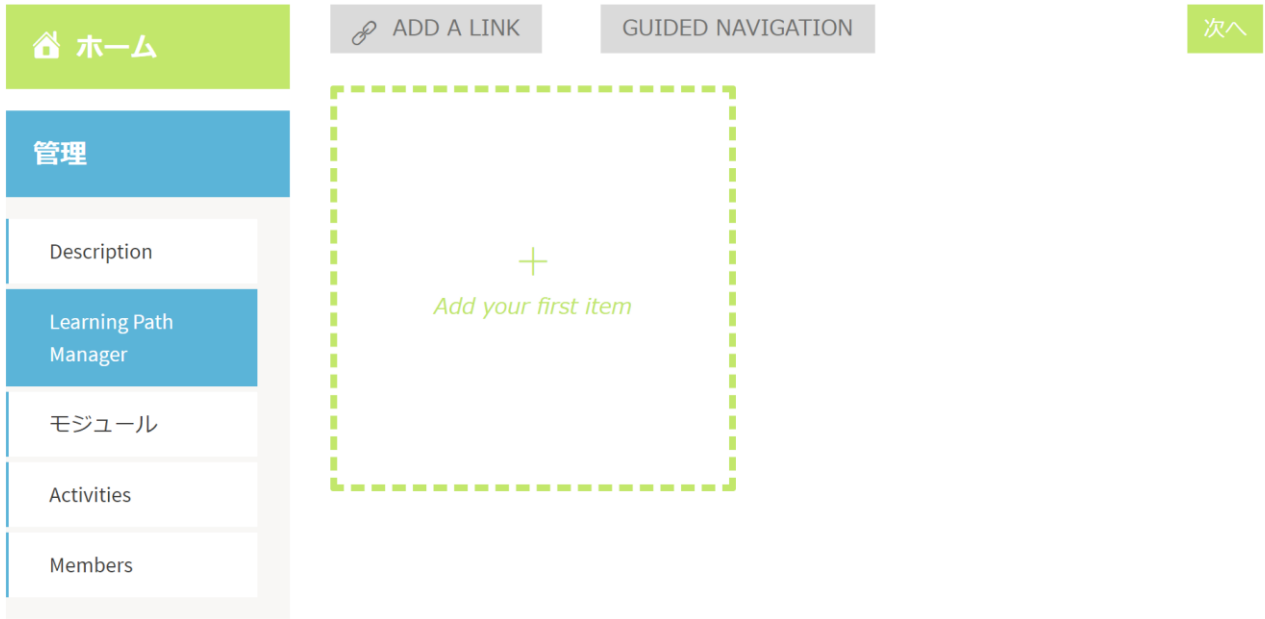 ホーム
ADD A LINK
GUIDED NAVIGATION
次へ
管理
Description
Learning Path
Manager
モジュール
Activities
Members
Add your first item